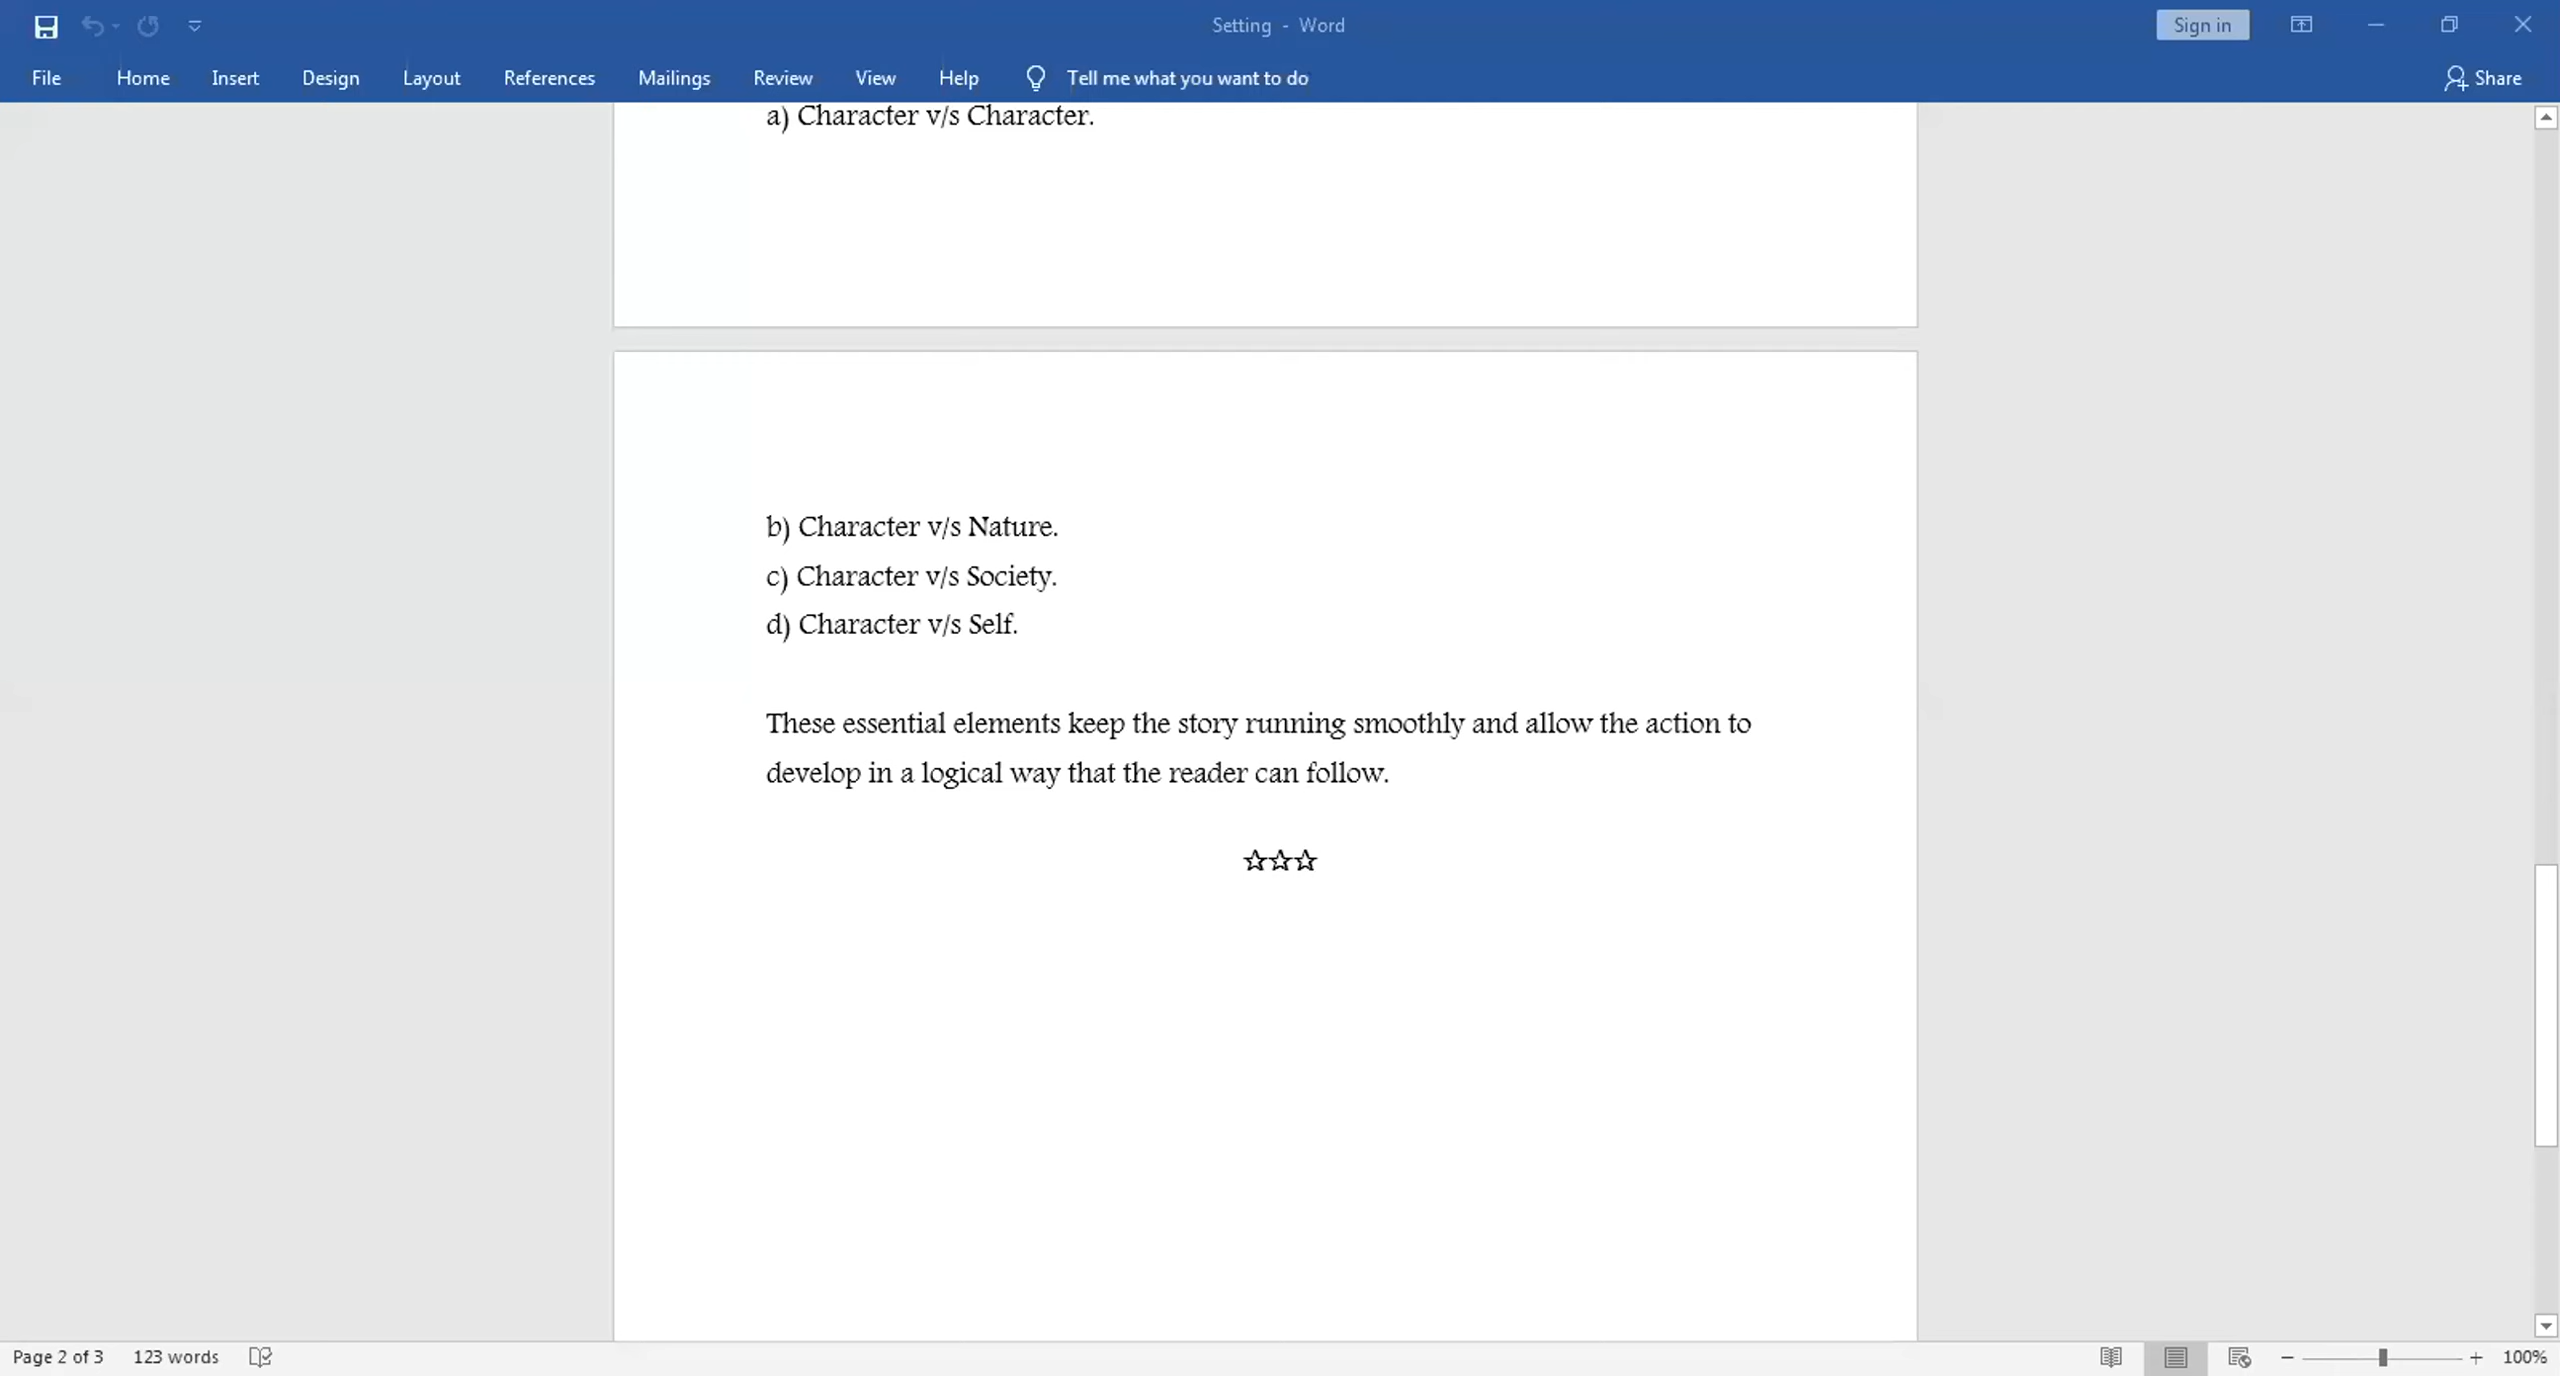 Setting - Word
Sign in
File Home Insert Design Layout References Mailings Review View Help Tell me what you want to do Share
a) Character v/s Character.
b) Character v/s Nature.
c) Character v/s Society.
d) Character v/s Self.
These essential elements keep the story running smoothly and allow the action to
develop in a logical way that the reader can follow.
☆☆☆
Page 2 of 3 123 words 100%